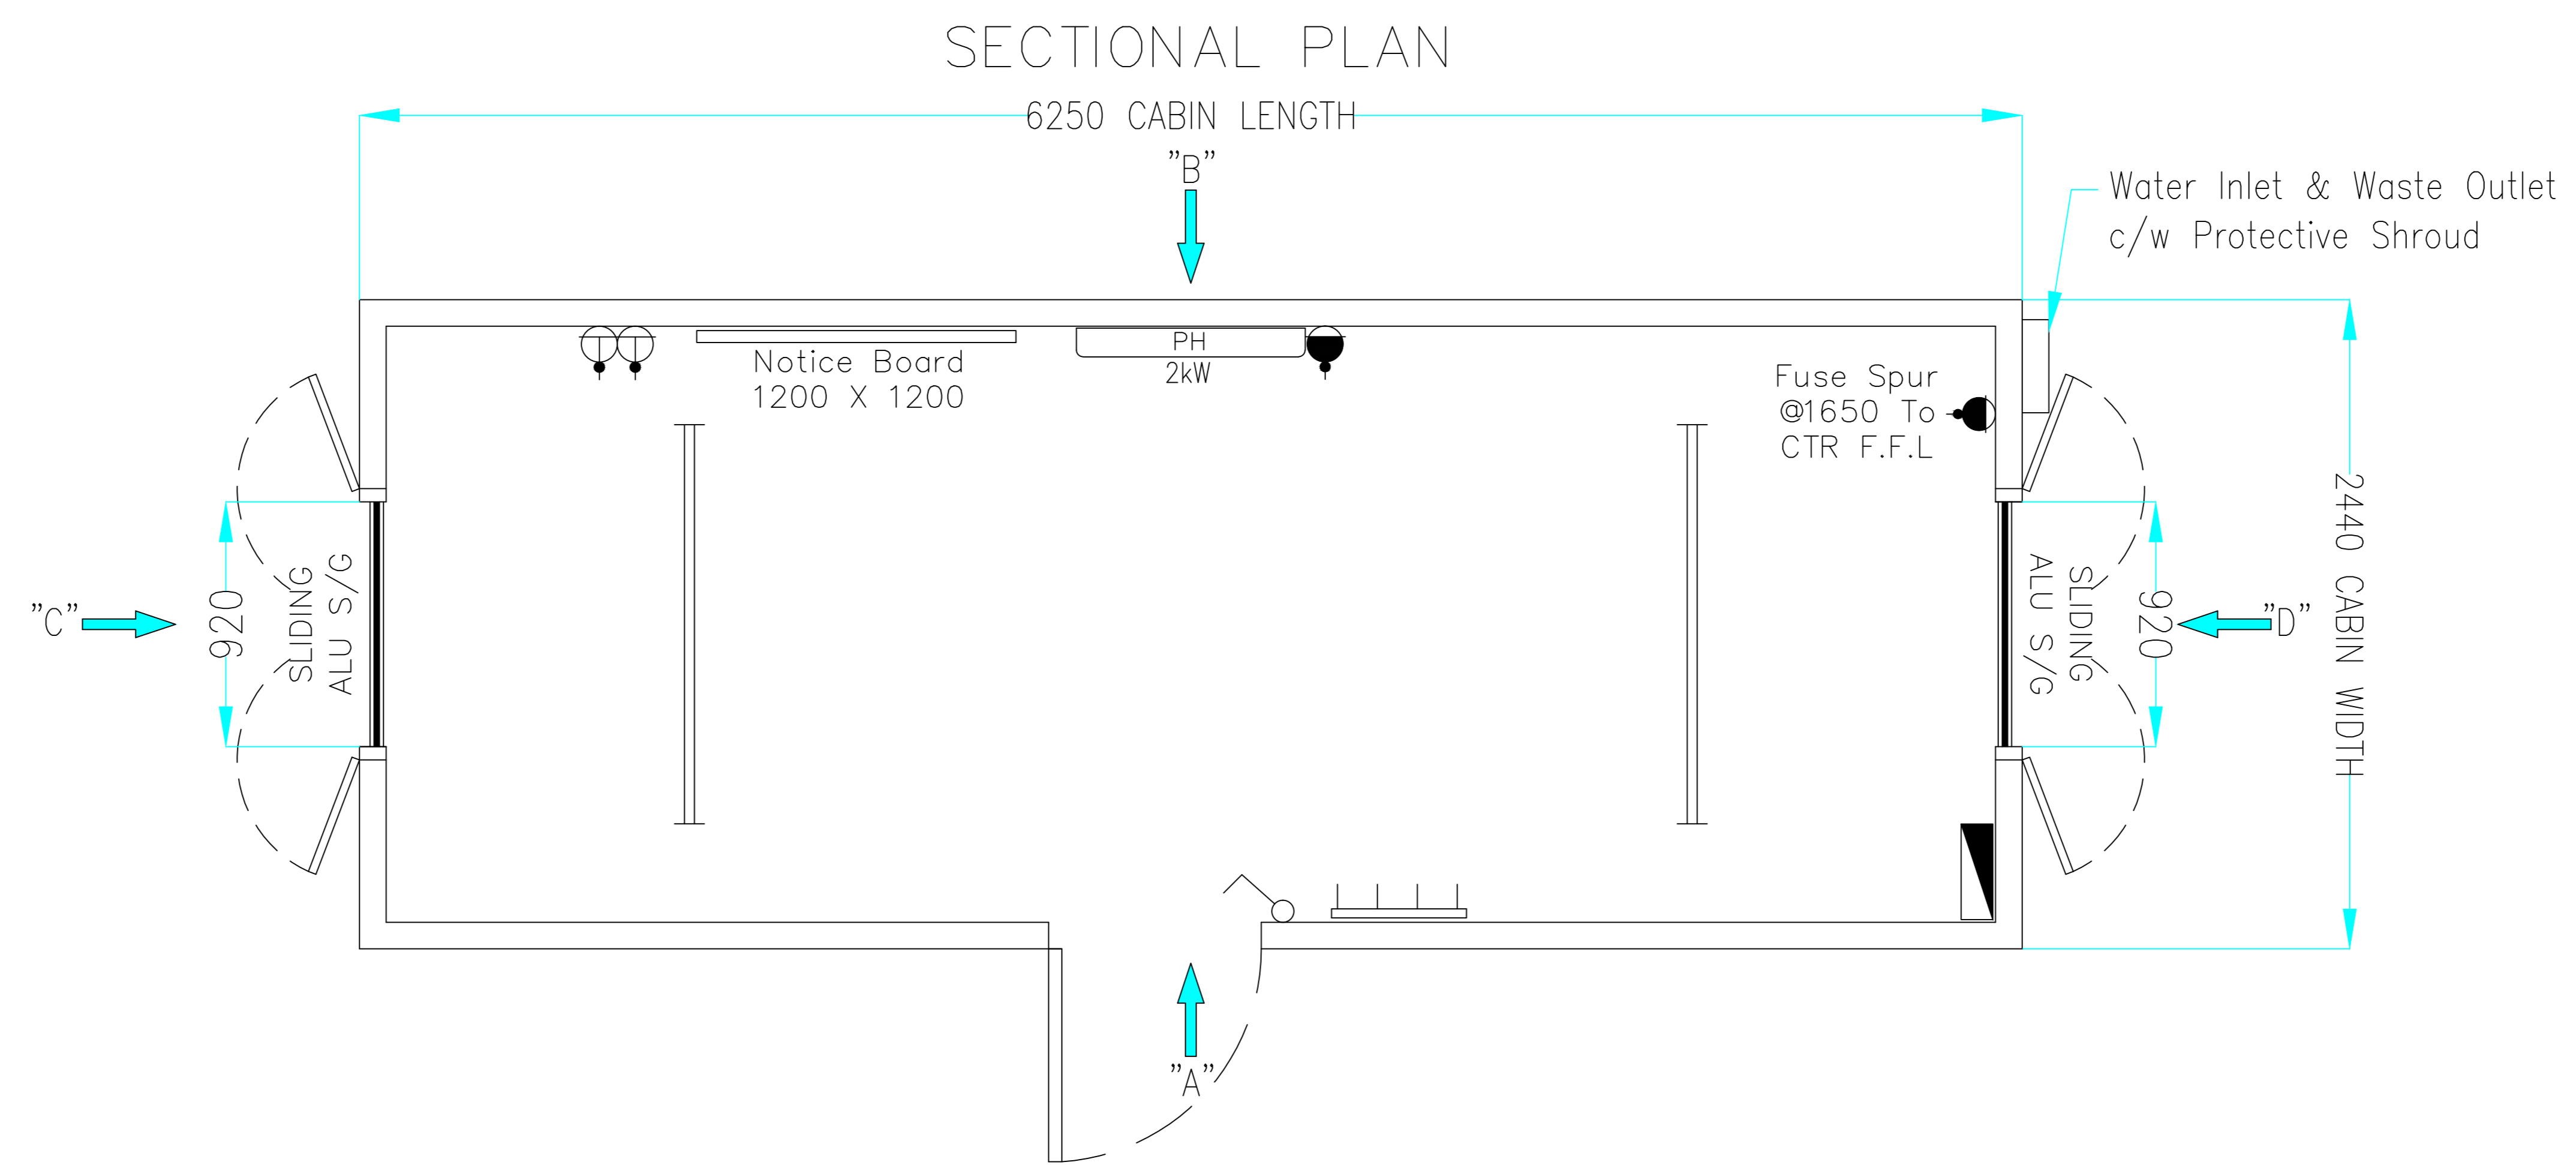 SECTIONAL PLAN
6250 CABIN LENGTH
"B"
Water Inlet & Waste Outlet
c/w Protective Shroud
PH
2kW
Notice Board
1200 X 1200
Fuse Spur
@1650 To
CTR F.F.L
"C"
920
SLIDING
ALU S/G
ALU S/G
SLIDING
920
"D"
2440 CABIN WIDTH
"A"